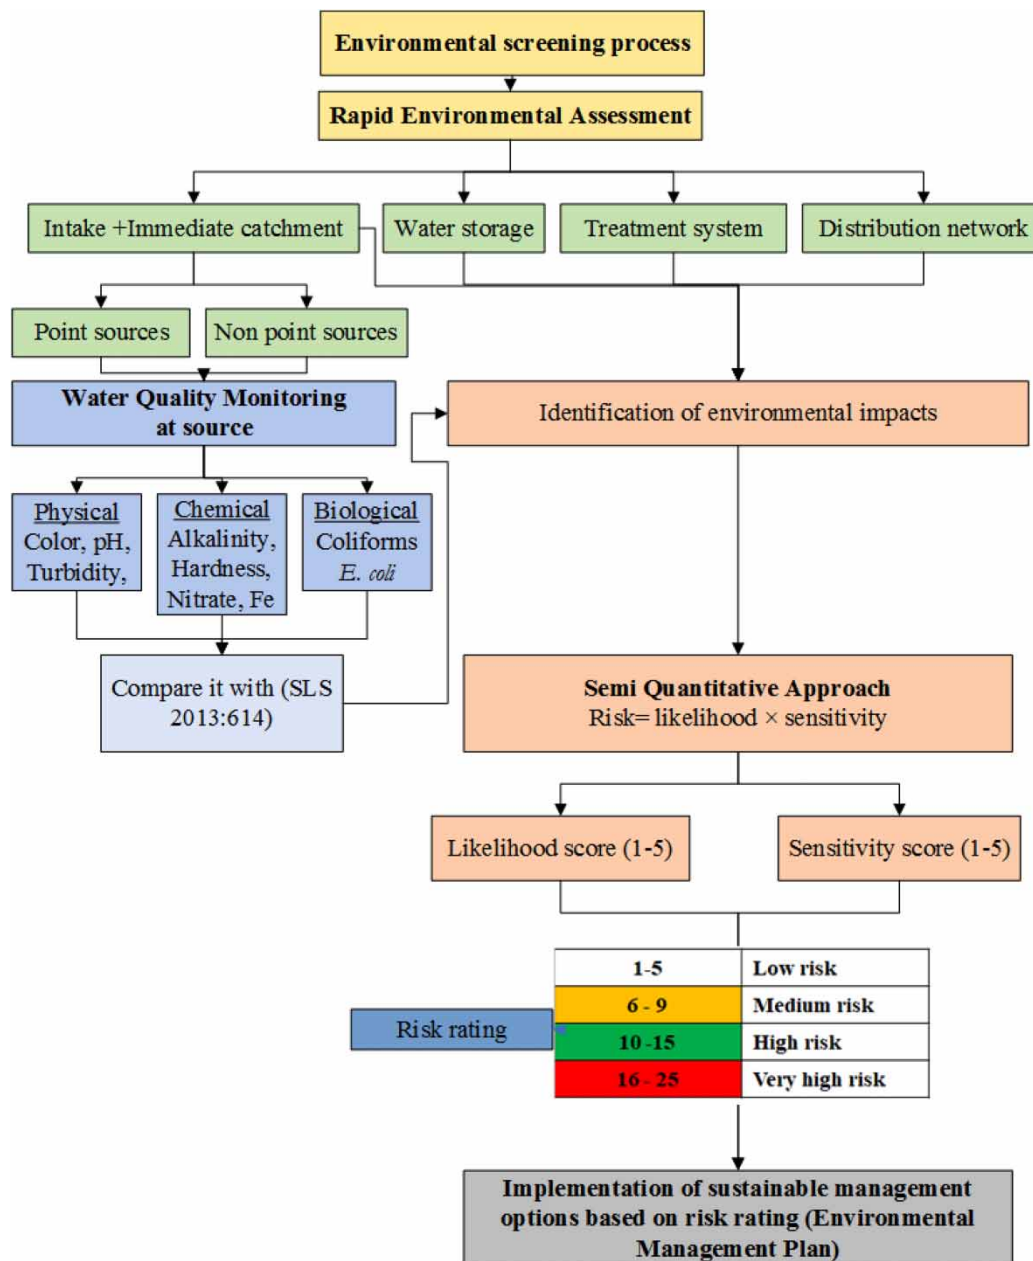 Environmental screening process
Rapid Environmental Assessment
Intake +Immediate catchment
Water storage
Treatment system
Distribution network
Point sources
Non point sources
Water Quality Monitoring
at source
Identification of environmental impacts
Physical
Color, pH,
Turbidity,
Chemical
Alkalinity,
Hardness,
Nitrate, Fe
Biological
Coliforms
E. coli
Compare it with (SLS
2013:614)
Semi Quantitative Approach
Risk= likelihood × sensitivity
Likelihood score (1-5)
Sensitivity score (1-5)
Risk rating
1-5 Low risk
6 - 9 Medium risk
10 -15 High risk
16 - 25 Very high risk
Implementation of sustainable management
options based on risk rating (Environmental
Management Plan)